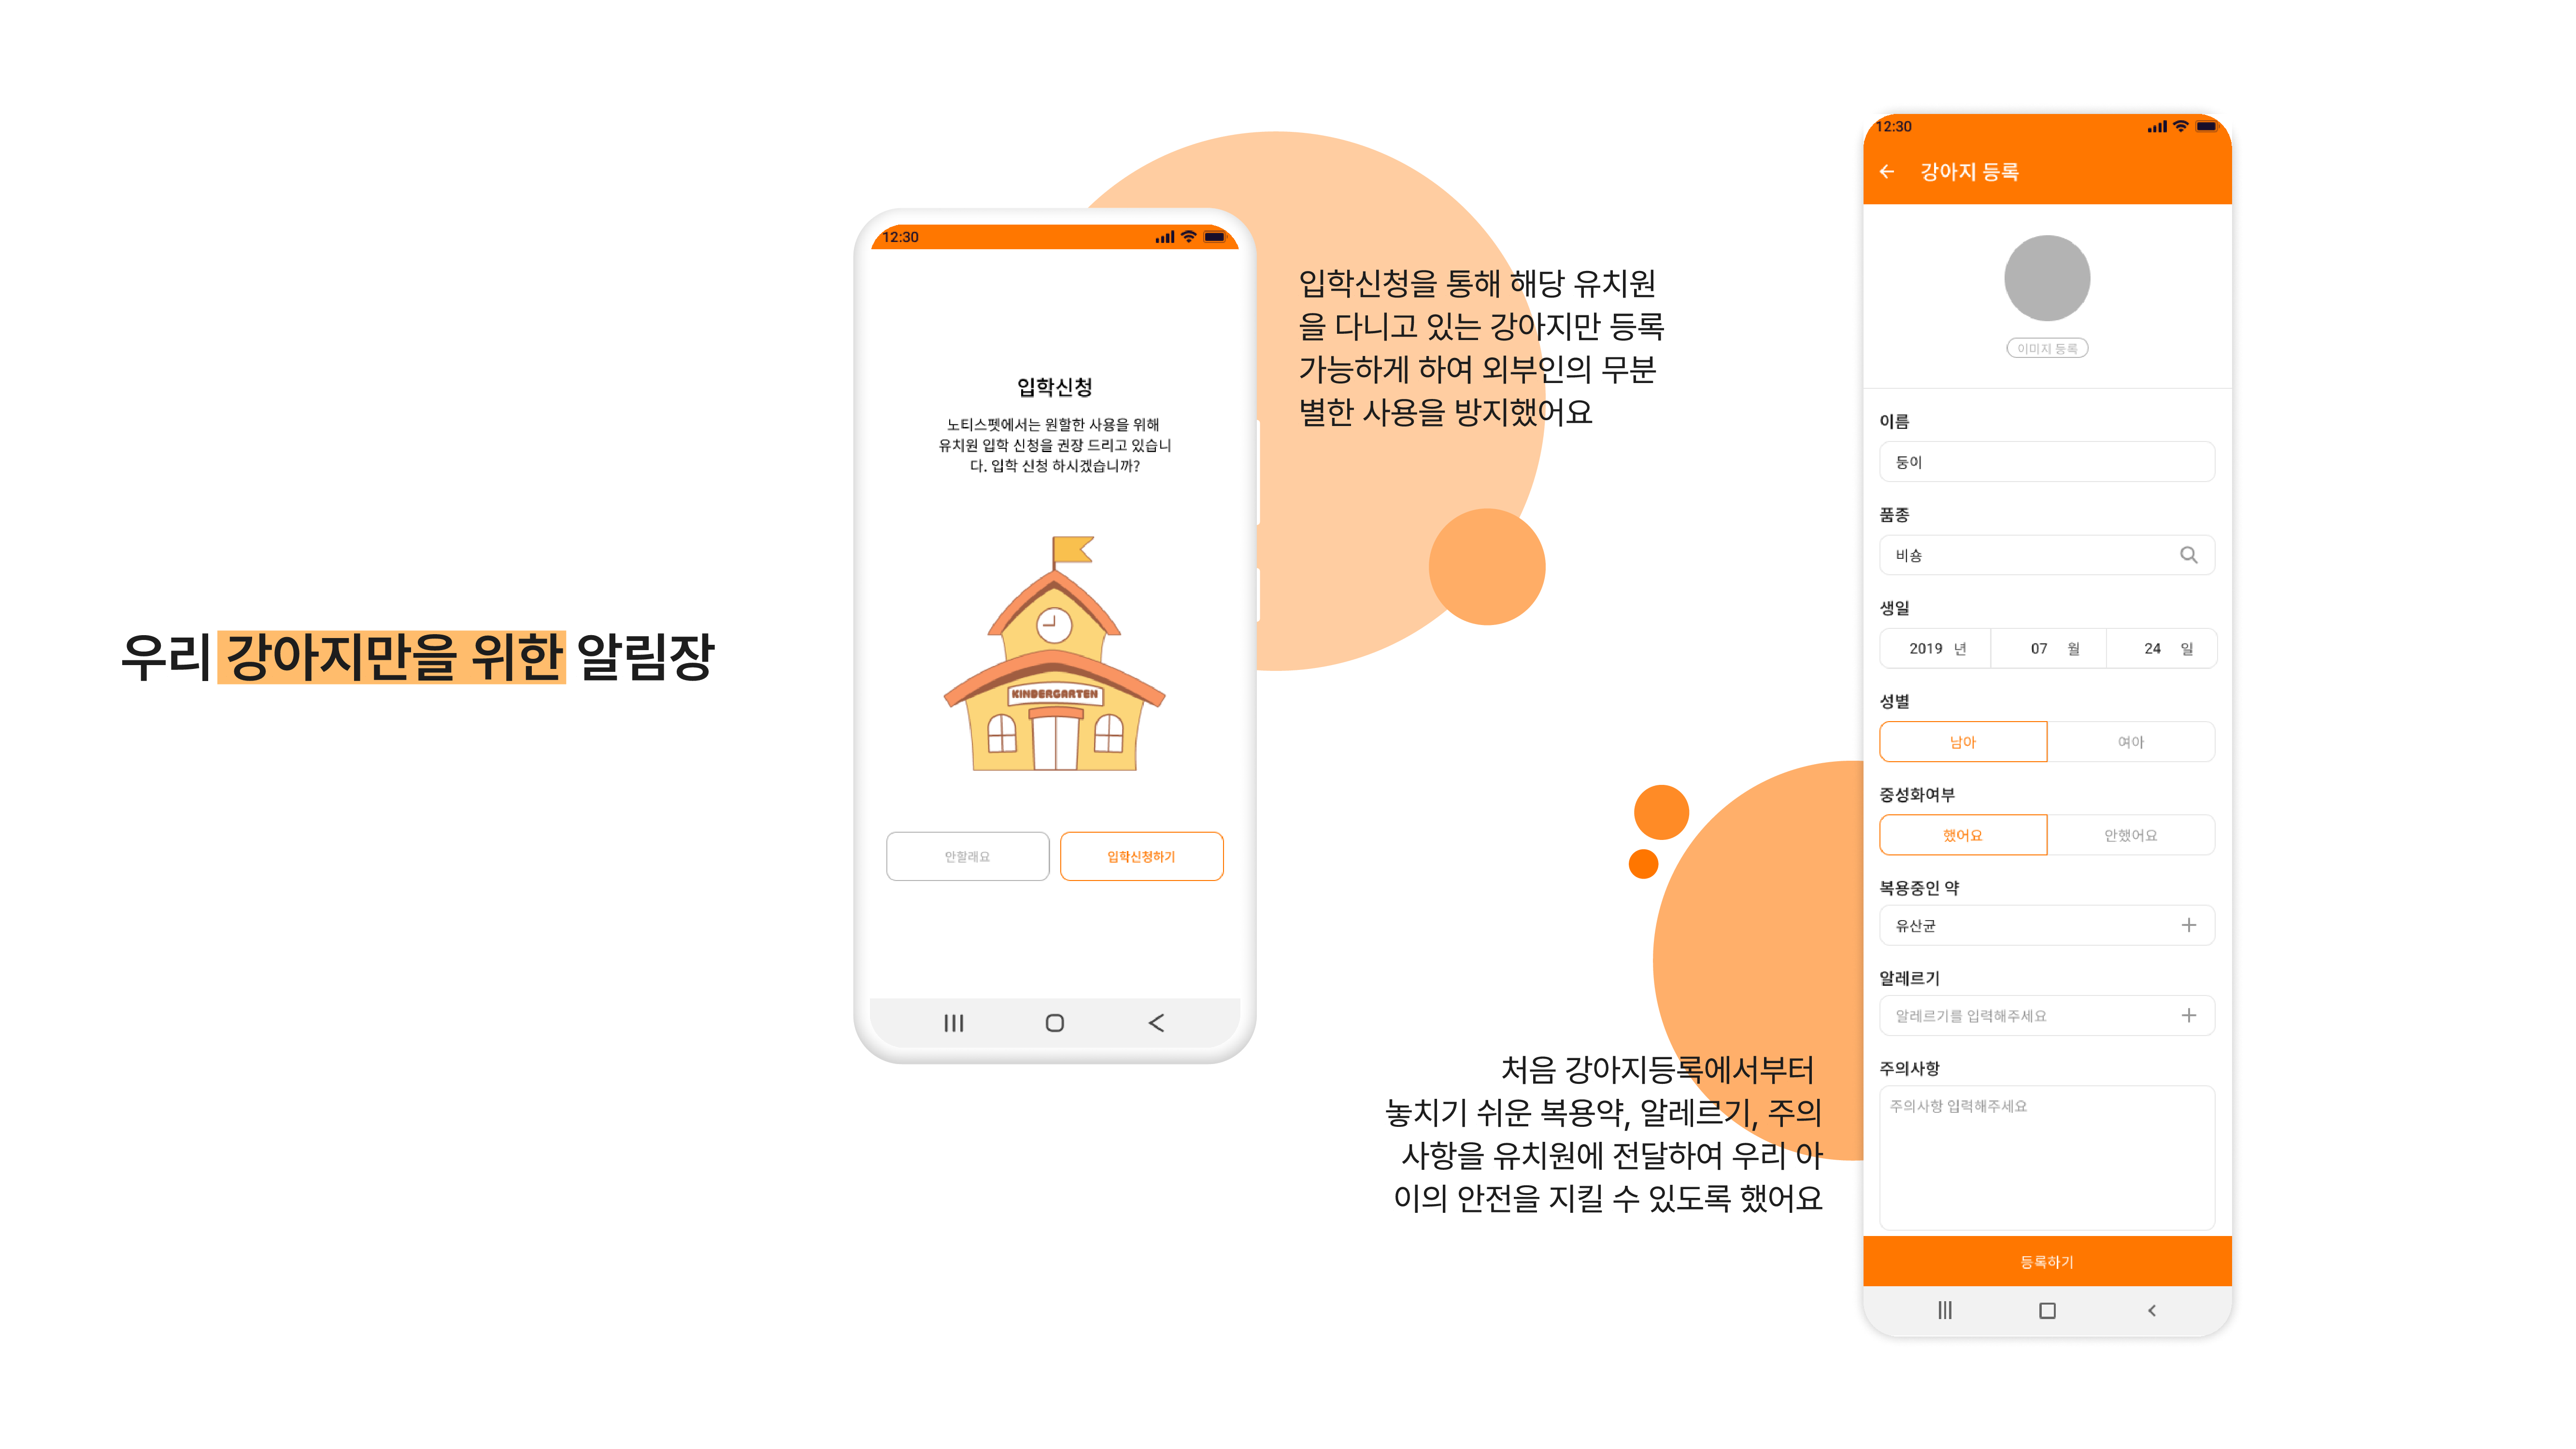 우리 강아지만을 위한 알림장
12:30
입학신청
노티스펫에서는 원할한 사용을 위해
유치원 입학 신청을 권장 드리고 있습니
다. 입학 신청 하시겠습니까?
KINDERGARTEN
안할래요
입학신청하기
입학신청을 통해 해당 유치원
을 다니고 있는 강아지만 등록
가능하게 하여 외부인의 무분
별한 사용을 방지했어요
처음 강아지등록에서부터
놓치기 쉬운 복용약, 알레르기, 주의
사항을 유치원에 전달하여 우리 아
이의 안전을 지킬 수 있도록 했어요
12:30
강아지 등록
이미지 등록
이름
둥이
품종
비숑
생일
2019 년 07 월 24 일
성별
남아 여아
중성화여부
했어요 안했어요
복용중인 약
유산균
알레르기
알레르기를 입력해주세요
주의사항
주의사항 입력해주세요
등록하기